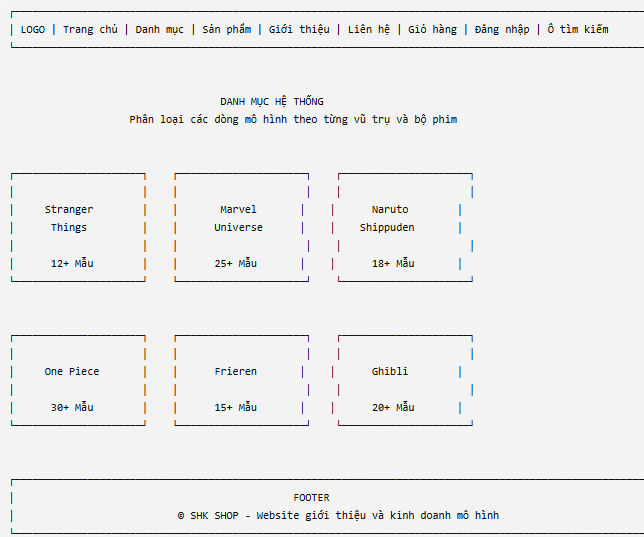 LOGO | Trang chủ | Danh mục | Sản phẩm | Giới thiệu | Liên hệ | Giỏ hàng | Đăng nhập | Ô tìm kiếm
DANH MỤC HỆ THỐNG
Phân loại các dòng mô hình theo từng vũ trụ và bộ phim
Stranger Marvel Naruto
Things Universe Shippuden
12+ Mẫu 25+ Mẫu 18+ Mẫu
One Piece Frieren Ghibli
30+ Mẫu 15+ Mẫu 20+ Mẫu
FOOTER
© SHK SHOP - Website giới thiệu và kinh doanh mô hình